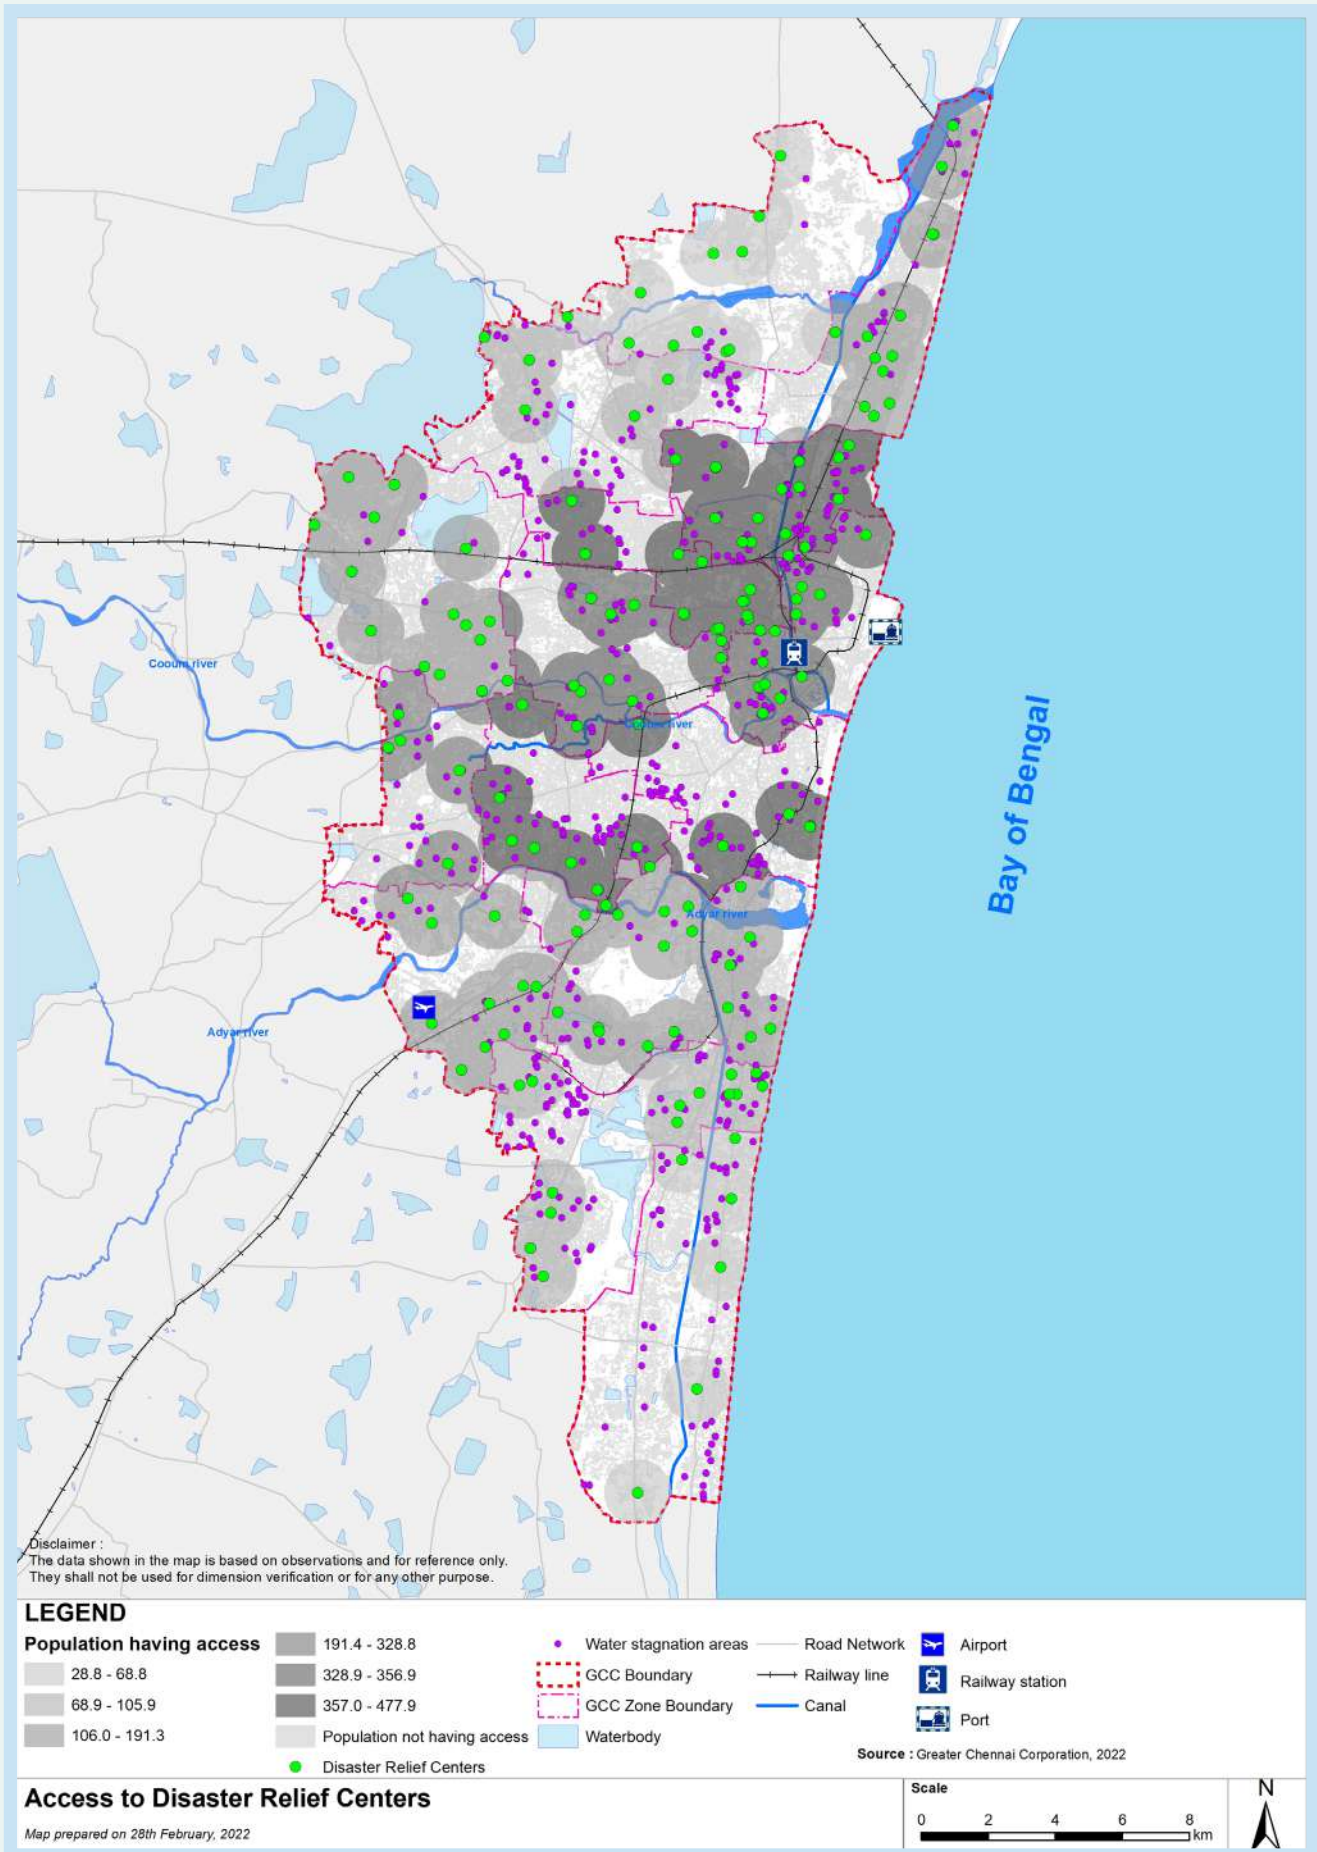 Cooum river
Cooum river
Bay of Bengal
Adyar river
Adyar river
Disclaimer :
The data shown in the map is based on observations and for reference only.
They shall not be used for dimension verification or for any other purpose.
LEGEND
Population having access
28.8 - 68.8
68.9 - 105.9
106.0 - 191.3
191.4 - 328.8
328.9 - 356.9
357.0 - 477.9
Population not having access
Disaster Relief Centers
Water stagnation areas
GCC Boundary
GCC Zone Boundary
Waterbody
Road Network
Railway line
Canal
Airport
Railway station
Port
Source : Greater Chennai Corporation, 2022
Access to Disaster Relief Centers
Map prepared on 28th February, 2022
Scale
0 2 4 6 8
km
N